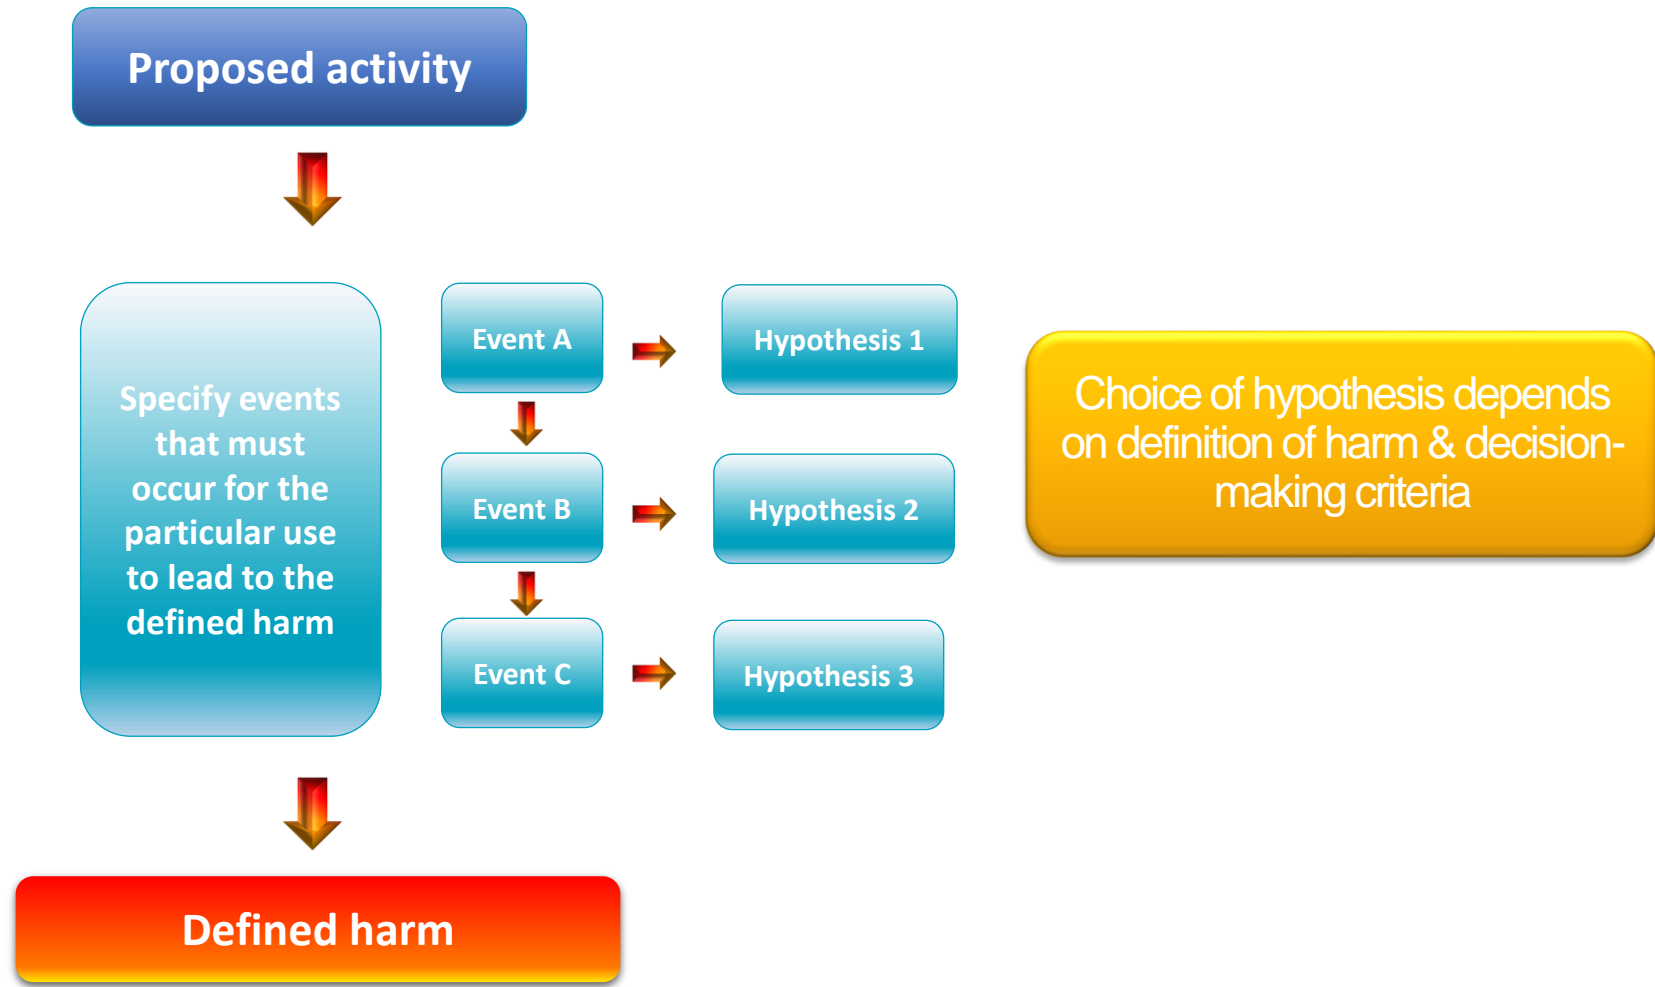 Proposed activity
Specify events
that must
occur for the
particular use
to lead to the
defined harm
Event A
Hypothesis 1
Event B
Hypothesis 2
Event C
Hypothesis 3
Choice of hypothesis depends
on definition of harm & decision-
making criteria
Defined harm